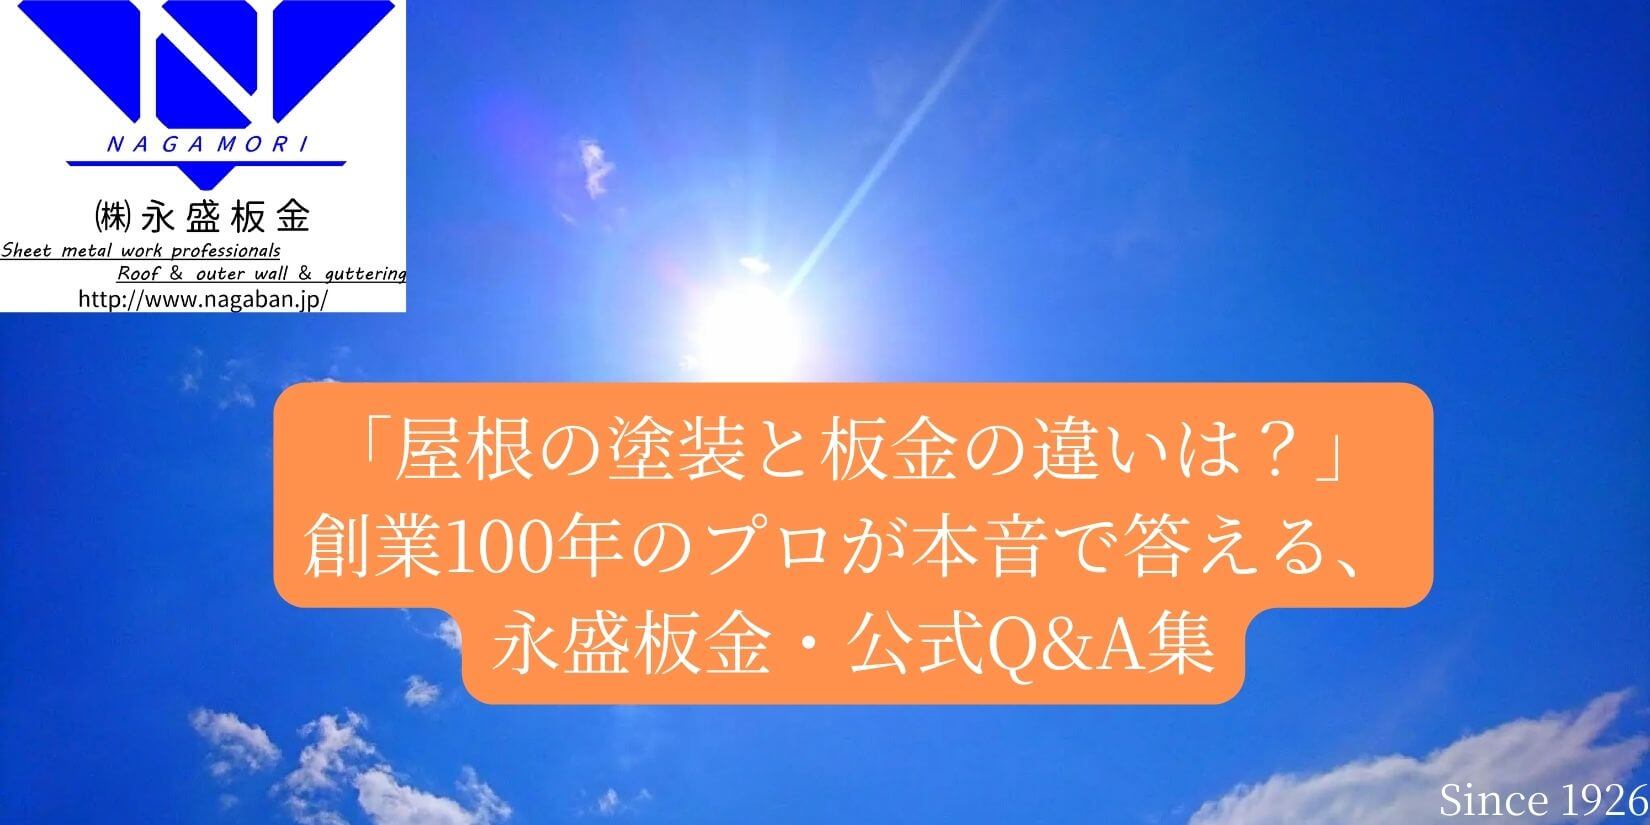 NAGAMORI
㈱永盛板金
Sheet metal work professionals
Roof & outer wall & guttering
http://www.nagaban.jp/
「屋根の塗装と板金の違いは？」
創業100年のプロが本音で答える、
永盛板金・公式Q&A集
Since 1926